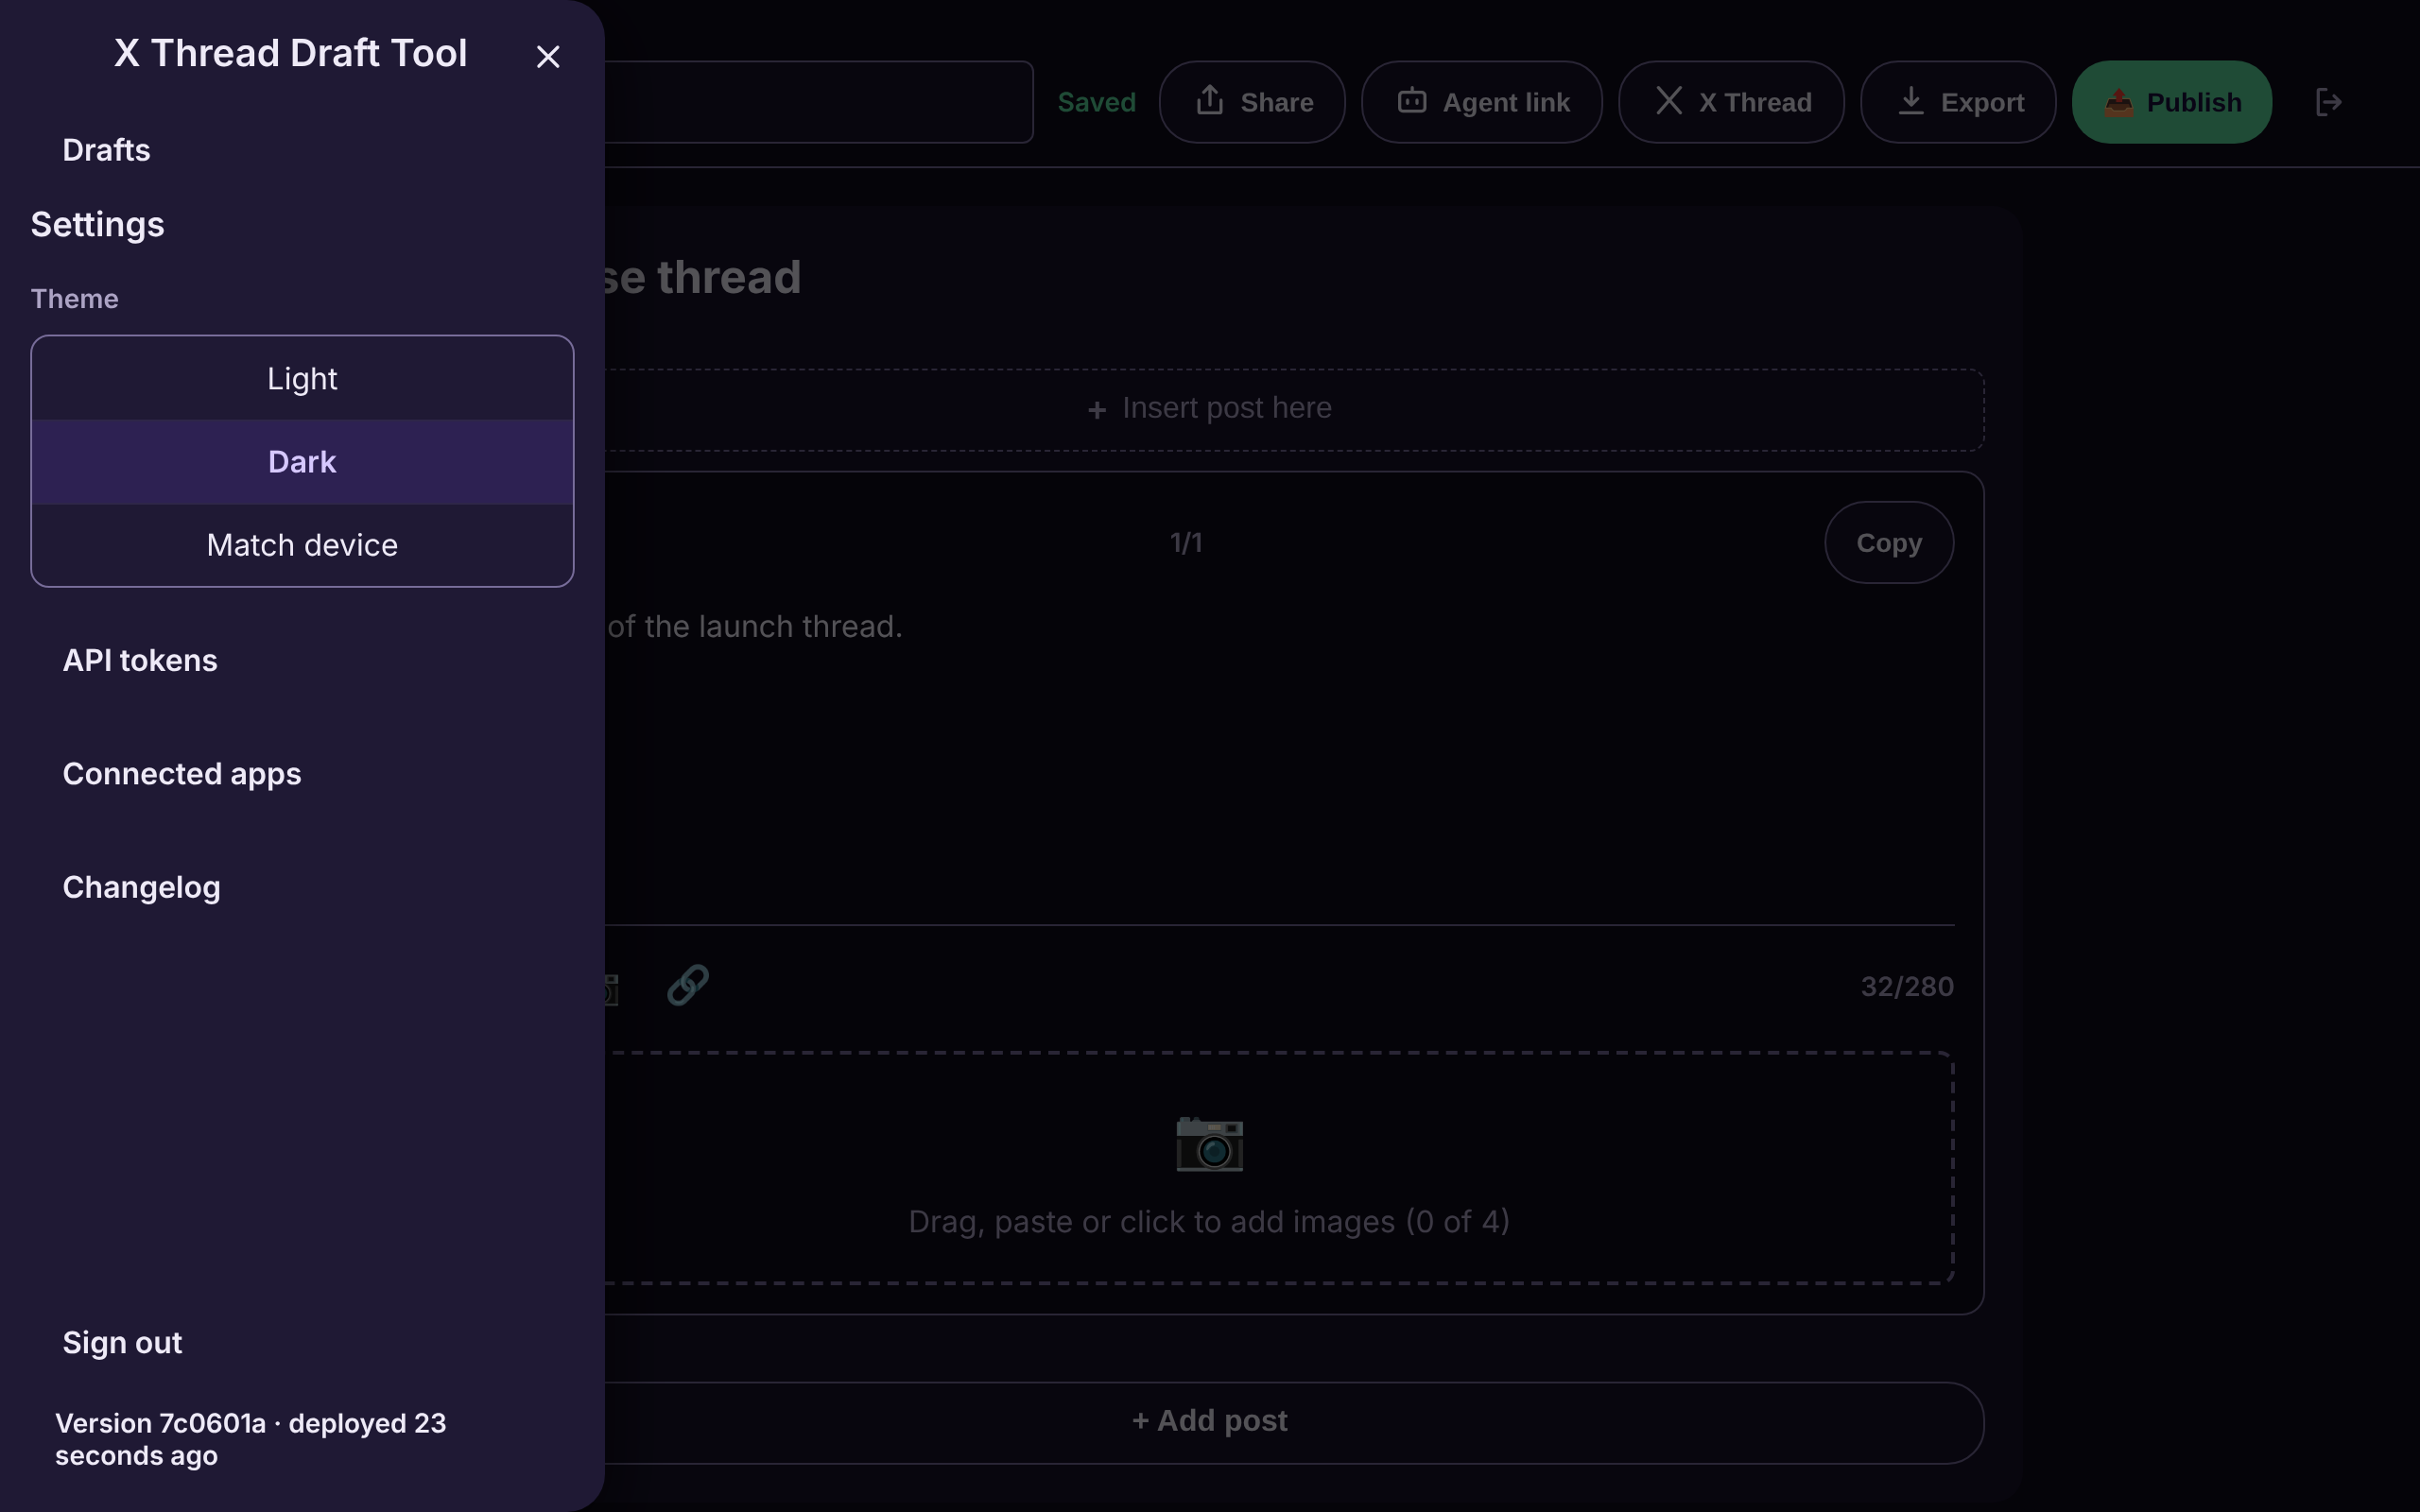 X Thread Draft Tool
Drafts
Settings
Theme
Light
Dark
Match device
API tokens
Connected apps
Changelog
Sign out
Version 7c0601a · deployed 23
seconds ago
Saved
Share
Agent link
X Thread
Export
Publish
thread
+ Insert post here
1/1
Copy
of the launch thread.
32/280
Drag, paste or click to add images (0 of 4)
+ Add post